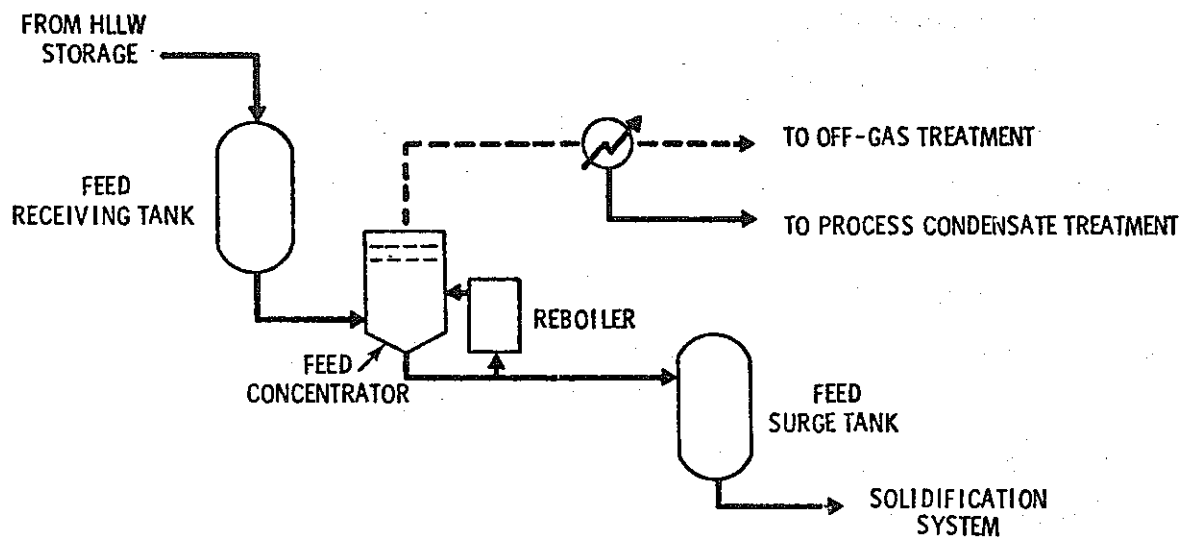 FROM HLLW
STORAGE
FEED
RECEIVING TANK
TO OFF-GAS TREATMENT
TO PROCESS CONDENSATE TREATMENT
REBOILER
FEED
CONCENTRATOR
FEED
SURGE TANK
SOLIDIFICATION
SYSTEM